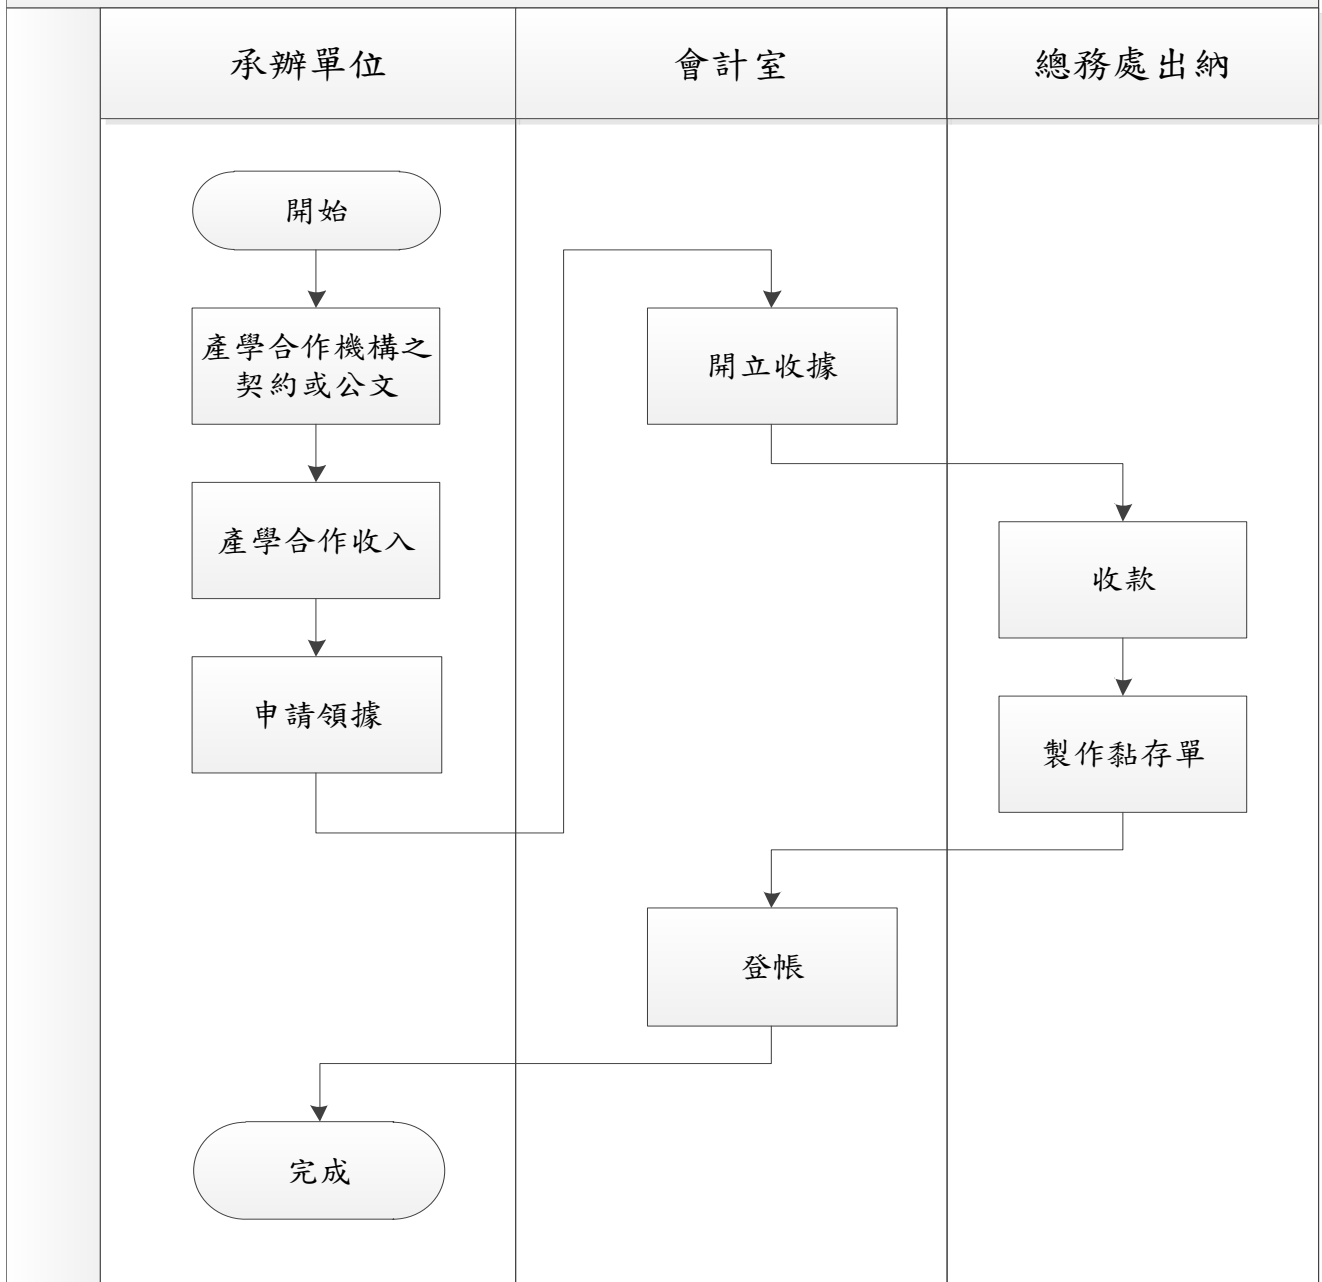 承辦單位
會計室
總務處出納
開始
產學合作機構之
契約或公文
產學合作收入
申請領據
開立收據
收款
製作黏存單
登帳
完成